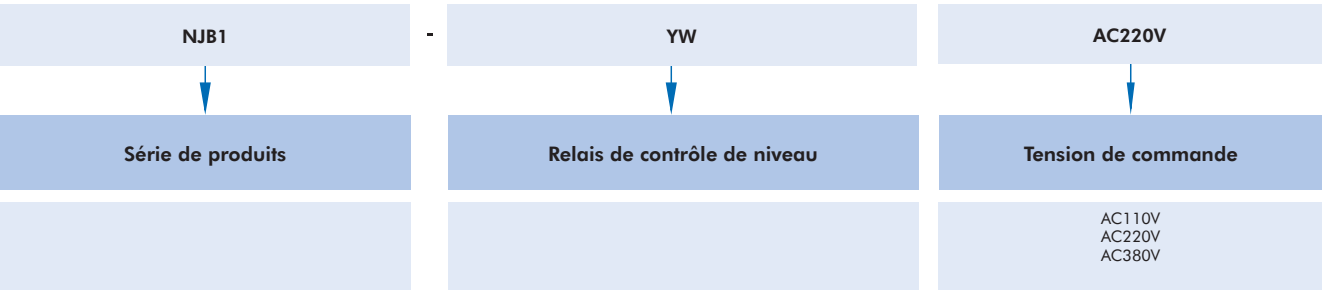 NJB1 - YW AC220V
Série de produits Relais de contrôle de niveau Tension de commande
AC110V
AC220V
AC380V